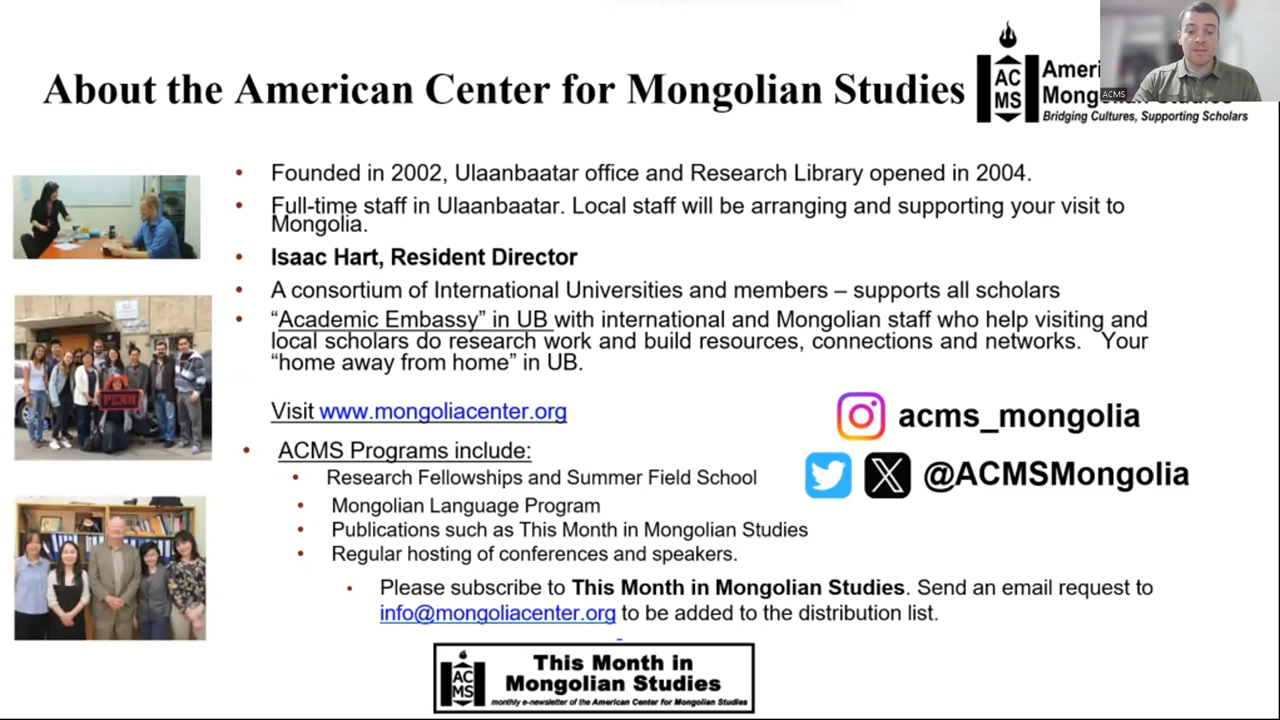 About the American Center for Mongolian Studies
AC
MS
Ameri
Mong
Bridging Cultures, Supporting Scholars
ACMS
• Founded in 2002, Ulaanbaatar office and Research Library opened in 2004.
• Full-time staff in Ulaanbaatar. Local staff will be arranging and supporting your visit to
Mongolia.
• Isaac Hart, Resident Director
• A consortium of International Universities and members – supports all scholars
• “Academic Embassy” in UB with international and Mongolian staff who help visiting and
local scholars do research work and build resources, connections and networks. Your
“home away from home” in UB.
PENN
Visit www.mongoliacenter.org
acms_mongolia
@ACMSMongolia
• ACMS Programs include:
• Research Fellowships and Summer Field School
• Mongolian Language Program
• Publications such as This Month in Mongolian Studies
• Regular hosting of conferences and speakers.
• Please subscribe to This Month in Mongolian Studies. Send an email request to
info@mongoliacenter.org to be added to the distribution list.
AC
MS
This Month in
Mongolian Studies
monthly e-newsletter of the American Center for Mongolian Studies